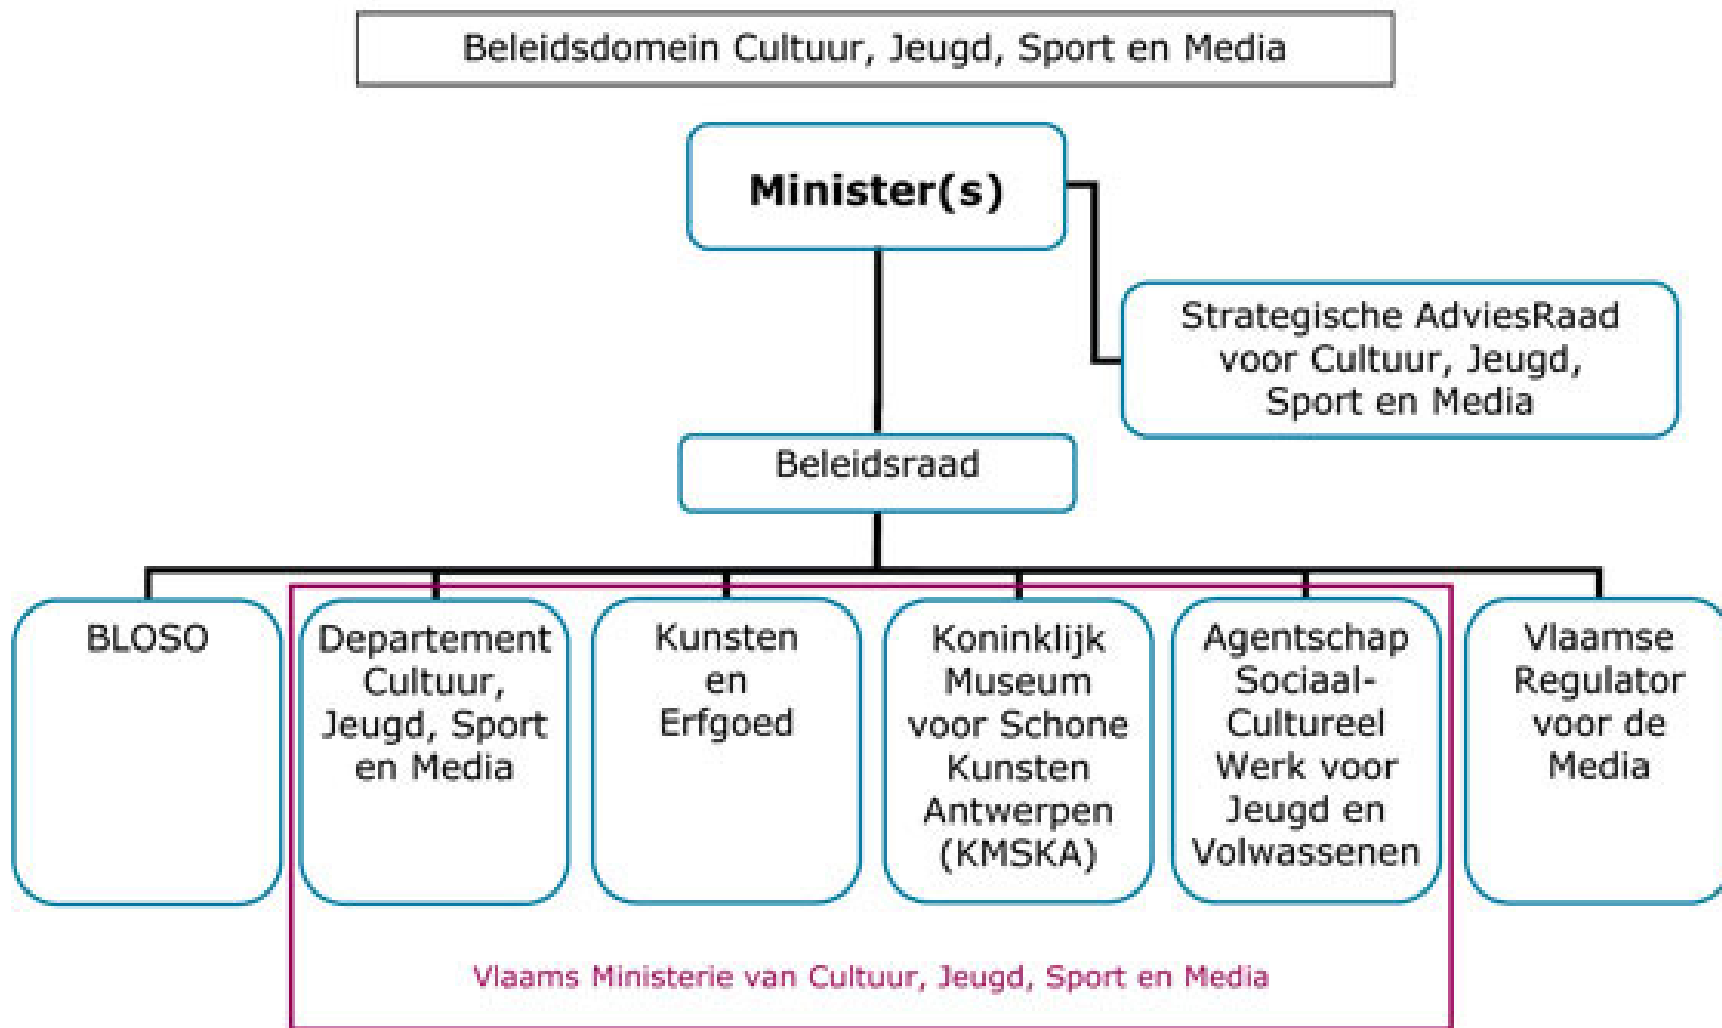 Beleidsdomein Cultuur, Jeugd, Sport en Media
Minister(s)
Strategische AdviesRaad
voor Cultuur, Jeugd,
Sport en Media
Beleidsraad
BLOSO
Departement
Cultuur,
Jeugd, Sport
en Media
Kunsten
en
Erfgoed
Koninklijk
Museum
voor Schone
Kunsten
Antwerpen
(KMSKA)
Agentschap
Sociaal-
Cultureel
Werk voor
Jeugd en
Volwassenen
Vlaamse
Regulator
voor de
Media
Vlaams Ministerie van Cultuur, Jeugd, Sport en Media